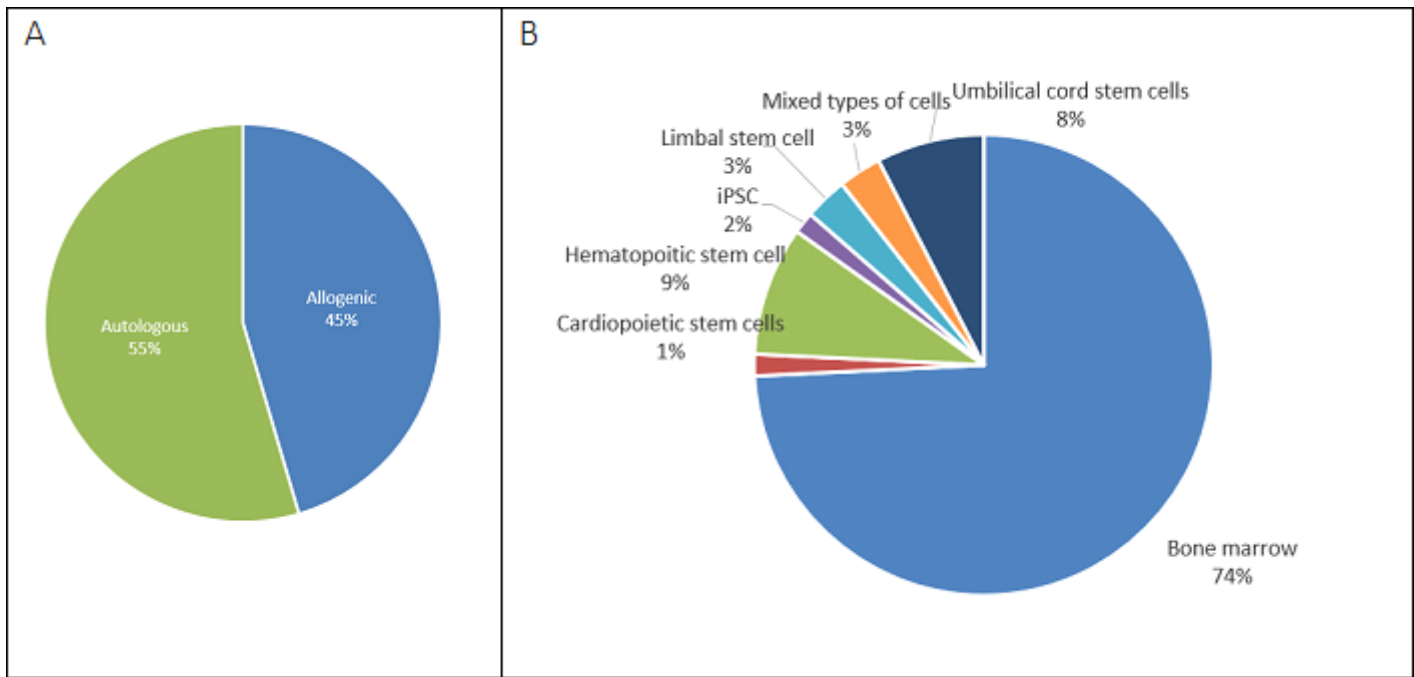 A
Autologous
55%
Allogenic
45%
B
Mixed types of cells
3%
Umbilical cord stem cells
8%
Limbal stem cell
3%
iPSC
2%
Hematopoitic stem cell
9%
Cardiopoietic stem cells
1%
Bone marrow
74%